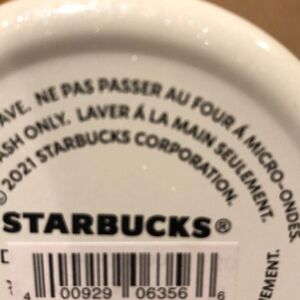 AVE. NE PAS PASSER AU FOUR Á MICRO-ONDES.
ASH ONLY. LAVER Á LA MAIN SEULEMENT.
© 2021 STARBUCKS CORPORATION.
STARBUCKS®
4 00929 06356 6